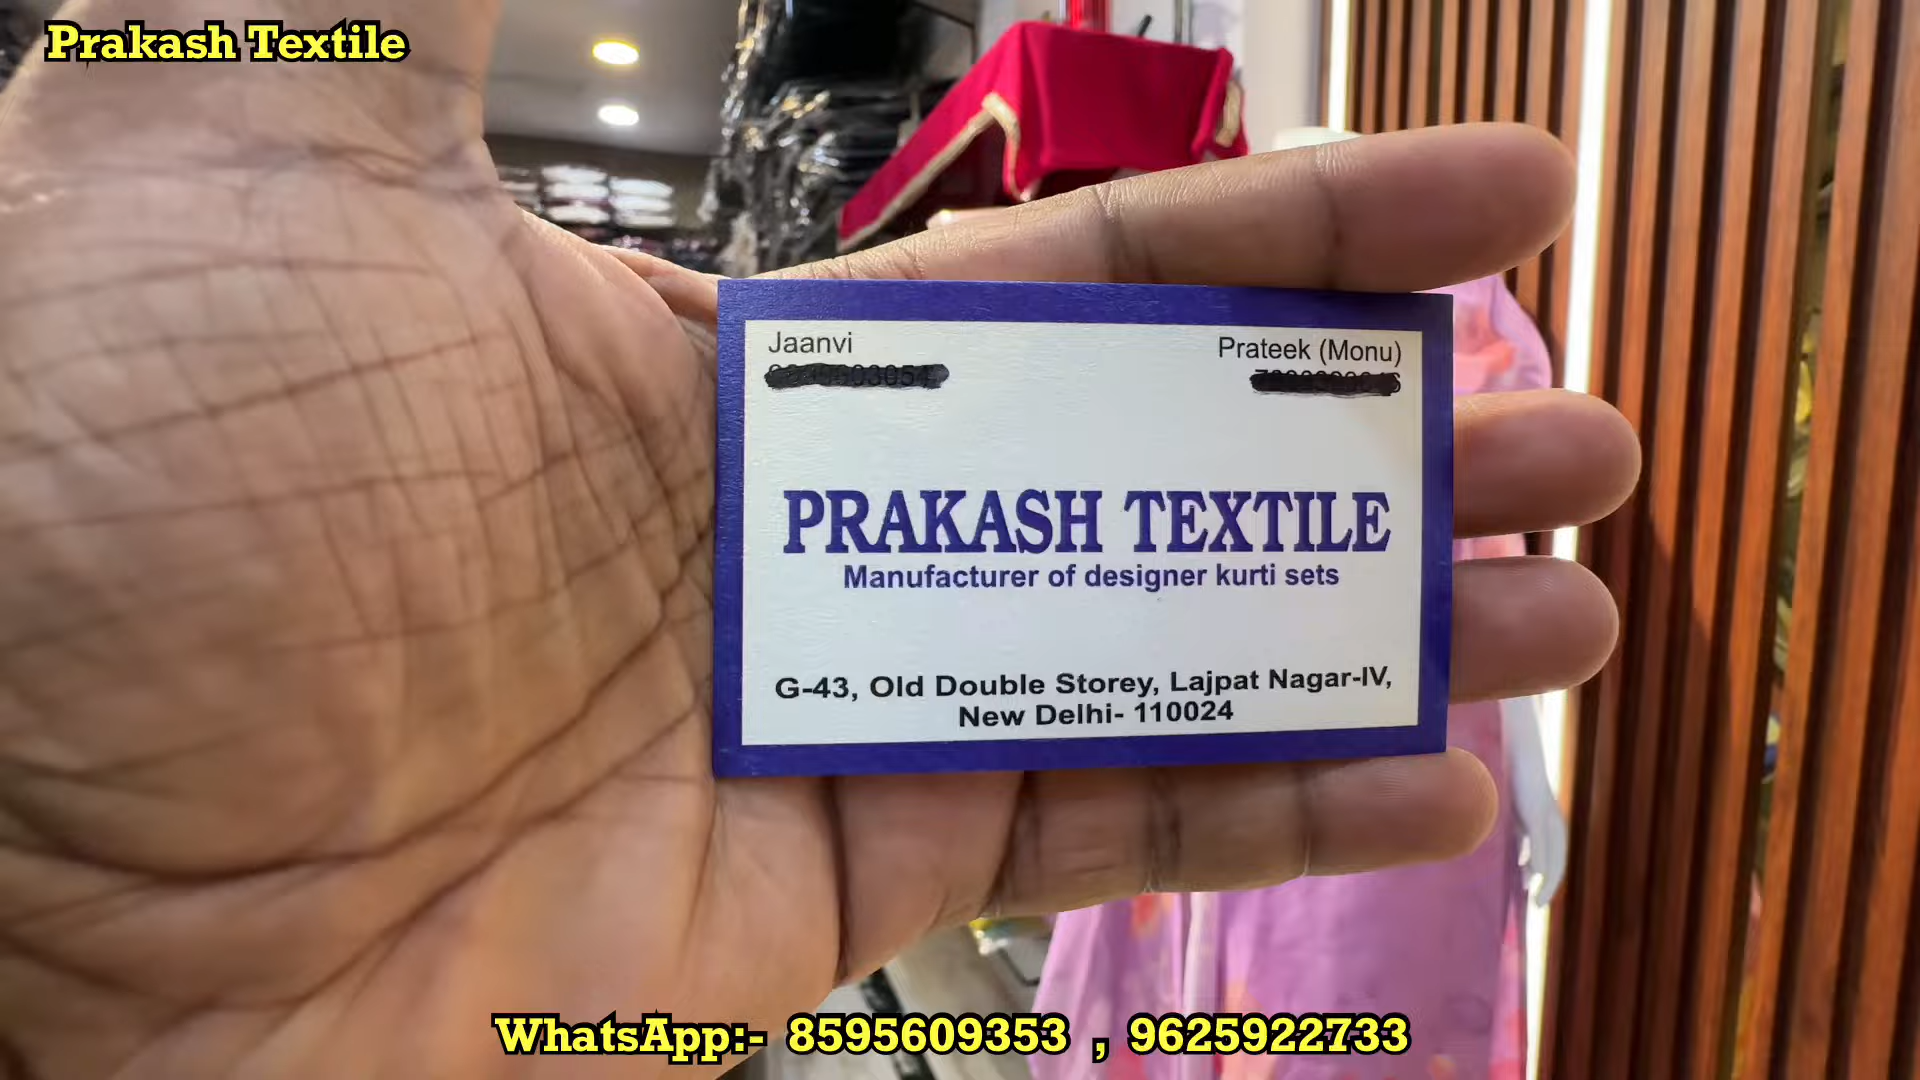 Prakash Textile
Jaanvi
Prateek (Monu)
PRAKASH TEXTILE
Manufacturer of designer kurti sets
G-43, Old Double Storey, Lajpat Nagar-IV,
New Delhi- 110024
WhatsApp:- 8595609353 , 9625922733